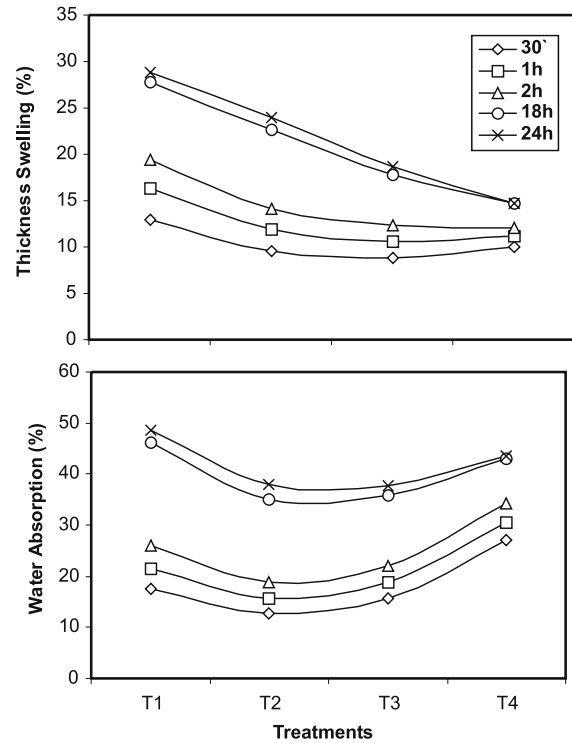 35
30
25
20
15
10
5
0
Thickness Swelling (%)
30`
1h
2h
18h
24h
60
50
40
30
20
10
0
Water Absorption (%)
T1 T2 T3 T4
Treatments